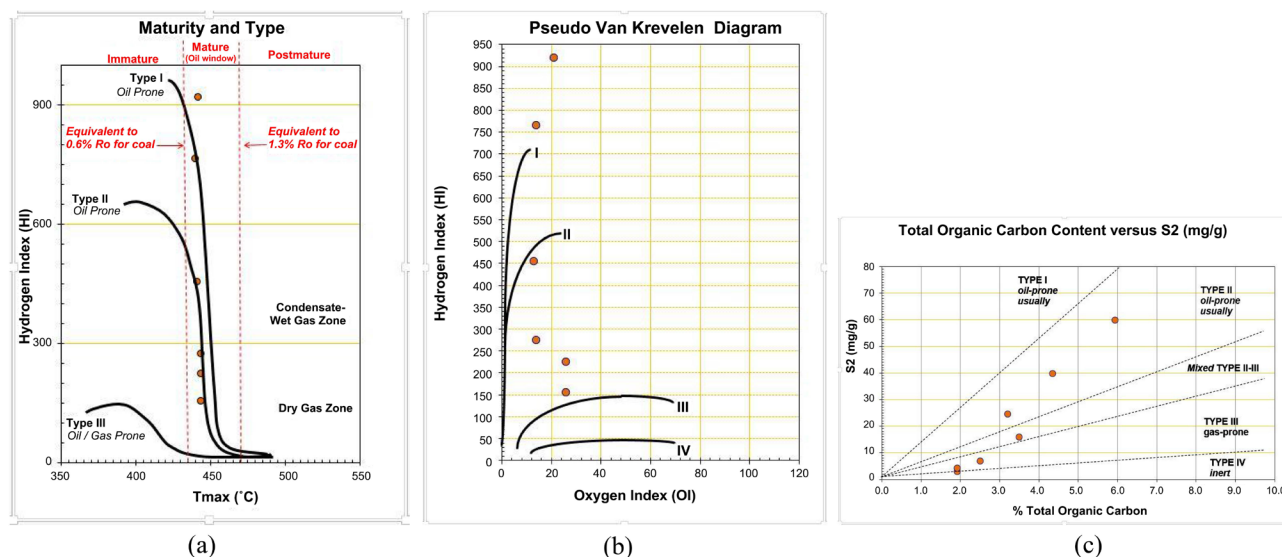 Maturity and Type
Mature
(Oil window)
Immature
Postmature
Type I
Oil Prone
900
Equivalent to
0.6% Ro for coal
Equivalent to
1.3% Ro for coal
Type II
Oil Prone
600
Hydrogen Index (HI)
Condensate-
Wet Gas Zone
300
Dry Gas Zone
Type III
Oil / Gas Prone
0
350 400 450 500 550
Tmax (˚C)
(a)
Pseudo Van Krevelen Diagram
950
900
850
800
750
700
650
600
550
500
450
400
350
300
250
200
150
100
50
0
Hydrogen Index (HI)
I
II
III
IV
0 20 40 60 80 100 120
Oxygen Index (OI)
(b)
Total Organic Carbon Content versus S2 (mg/g)
80
70
60
50
40
30
20
10
0
S2 (mg/g)
TYPE I
oil-prone
usually
TYPE II
oil-prone
usually
Mixed TYPE II-III
TYPE III
gas-prone
TYPE IV
inert
0.0 1.0 2.0 3.0 4.0 5.0 6.0 7.0 8.0 9.0 10.0
% Total Organic Carbon
(c)